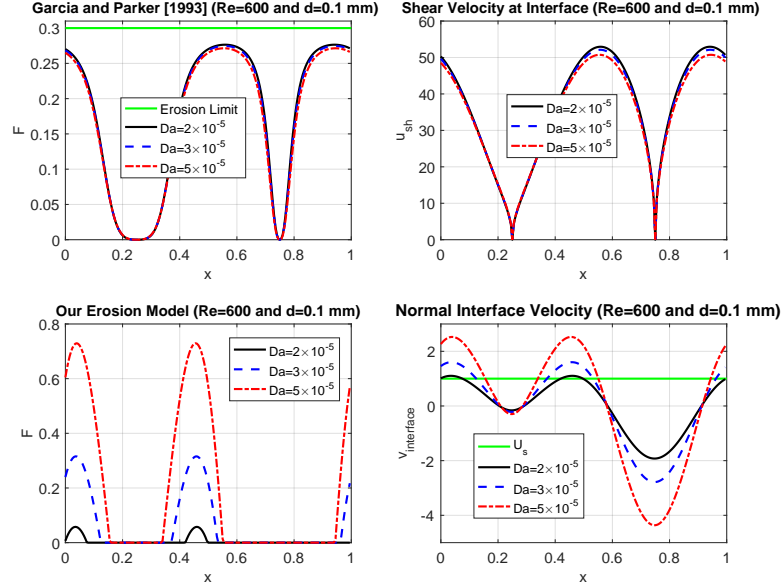 Garcia and Parker [1993] (Re=600 and d=0.1 mm)
0.3
0.25
0.2
0.15
0.1
0.05
0
F
Erosion Limit
Da=2×10⁻⁵
Da=3×10⁻⁵
Da=5×10⁻⁵
0 0.2 0.4 0.6 0.8 1
x
Shear Velocity at Interface (Re=600 and d=0.1 mm)
60
50
40
30
20
10
0
u_sh
Da=2×10⁻⁵
Da=3×10⁻⁵
Da=5×10⁻⁵
0 0.2 0.4 0.6 0.8 1
x
Our Erosion Model (Re=600 and d=0.1 mm)
0.8
0.6
0.4
0.2
0
F
Da=2×10⁻⁵
Da=3×10⁻⁵
Da=5×10⁻⁵
0 0.2 0.4 0.6 0.8 1
x
Normal Interface Velocity (Re=600 and d=0.1 mm)
2
0
-2
-4
v_interface
U_s
Da=2×10⁻⁵
Da=3×10⁻⁵
Da=5×10⁻⁵
0 0.2 0.4 0.6 0.8 1
x